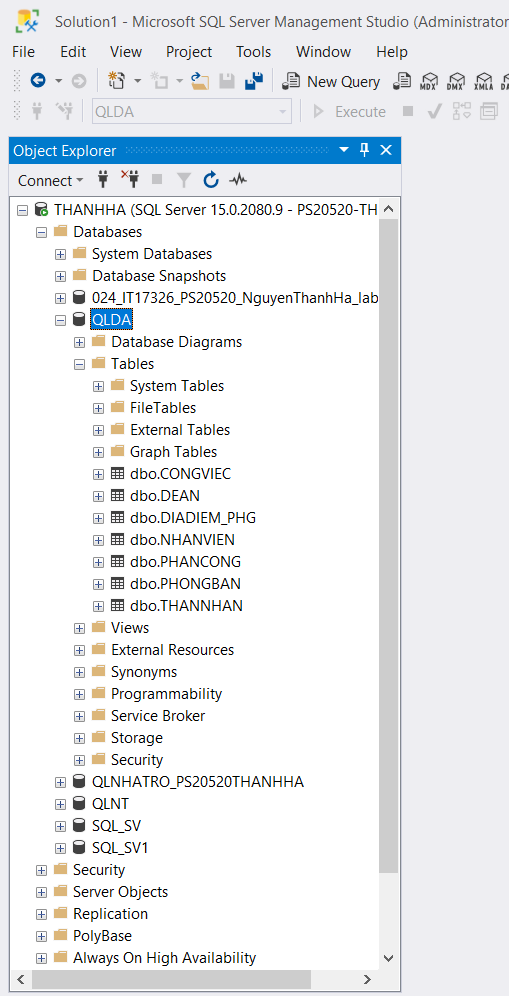 Solution1 - Microsoft SQL Server Management Studio (Administrator
File Edit View Project Tools Window Help
New Query MDX DMX XMLA
QLDA Execute
Object Explorer
Connect
THANHHA (SQL Server 15.0.2080.9 - PS20520-TH
Databases
System Databases
Database Snapshots
024_IT17326_PS20520_NguyenThanhHa_lab
QLDA
Database Diagrams
Tables
System Tables
FileTables
External Tables
Graph Tables
dbo.CONGVIEC
dbo.DEAN
dbo.DIADIEM_PHG
dbo.NHANVIEN
dbo.PHANCONG
dbo.PHONGBAN
dbo.THANNHAN
Views
External Resources
Synonyms
Programmability
Service Broker
Storage
Security
QLNHATRO_PS20520THANHHA
QLNT
SQL_SV
SQL_SV1
Security
Server Objects
Replication
PolyBase
Always On High Availability